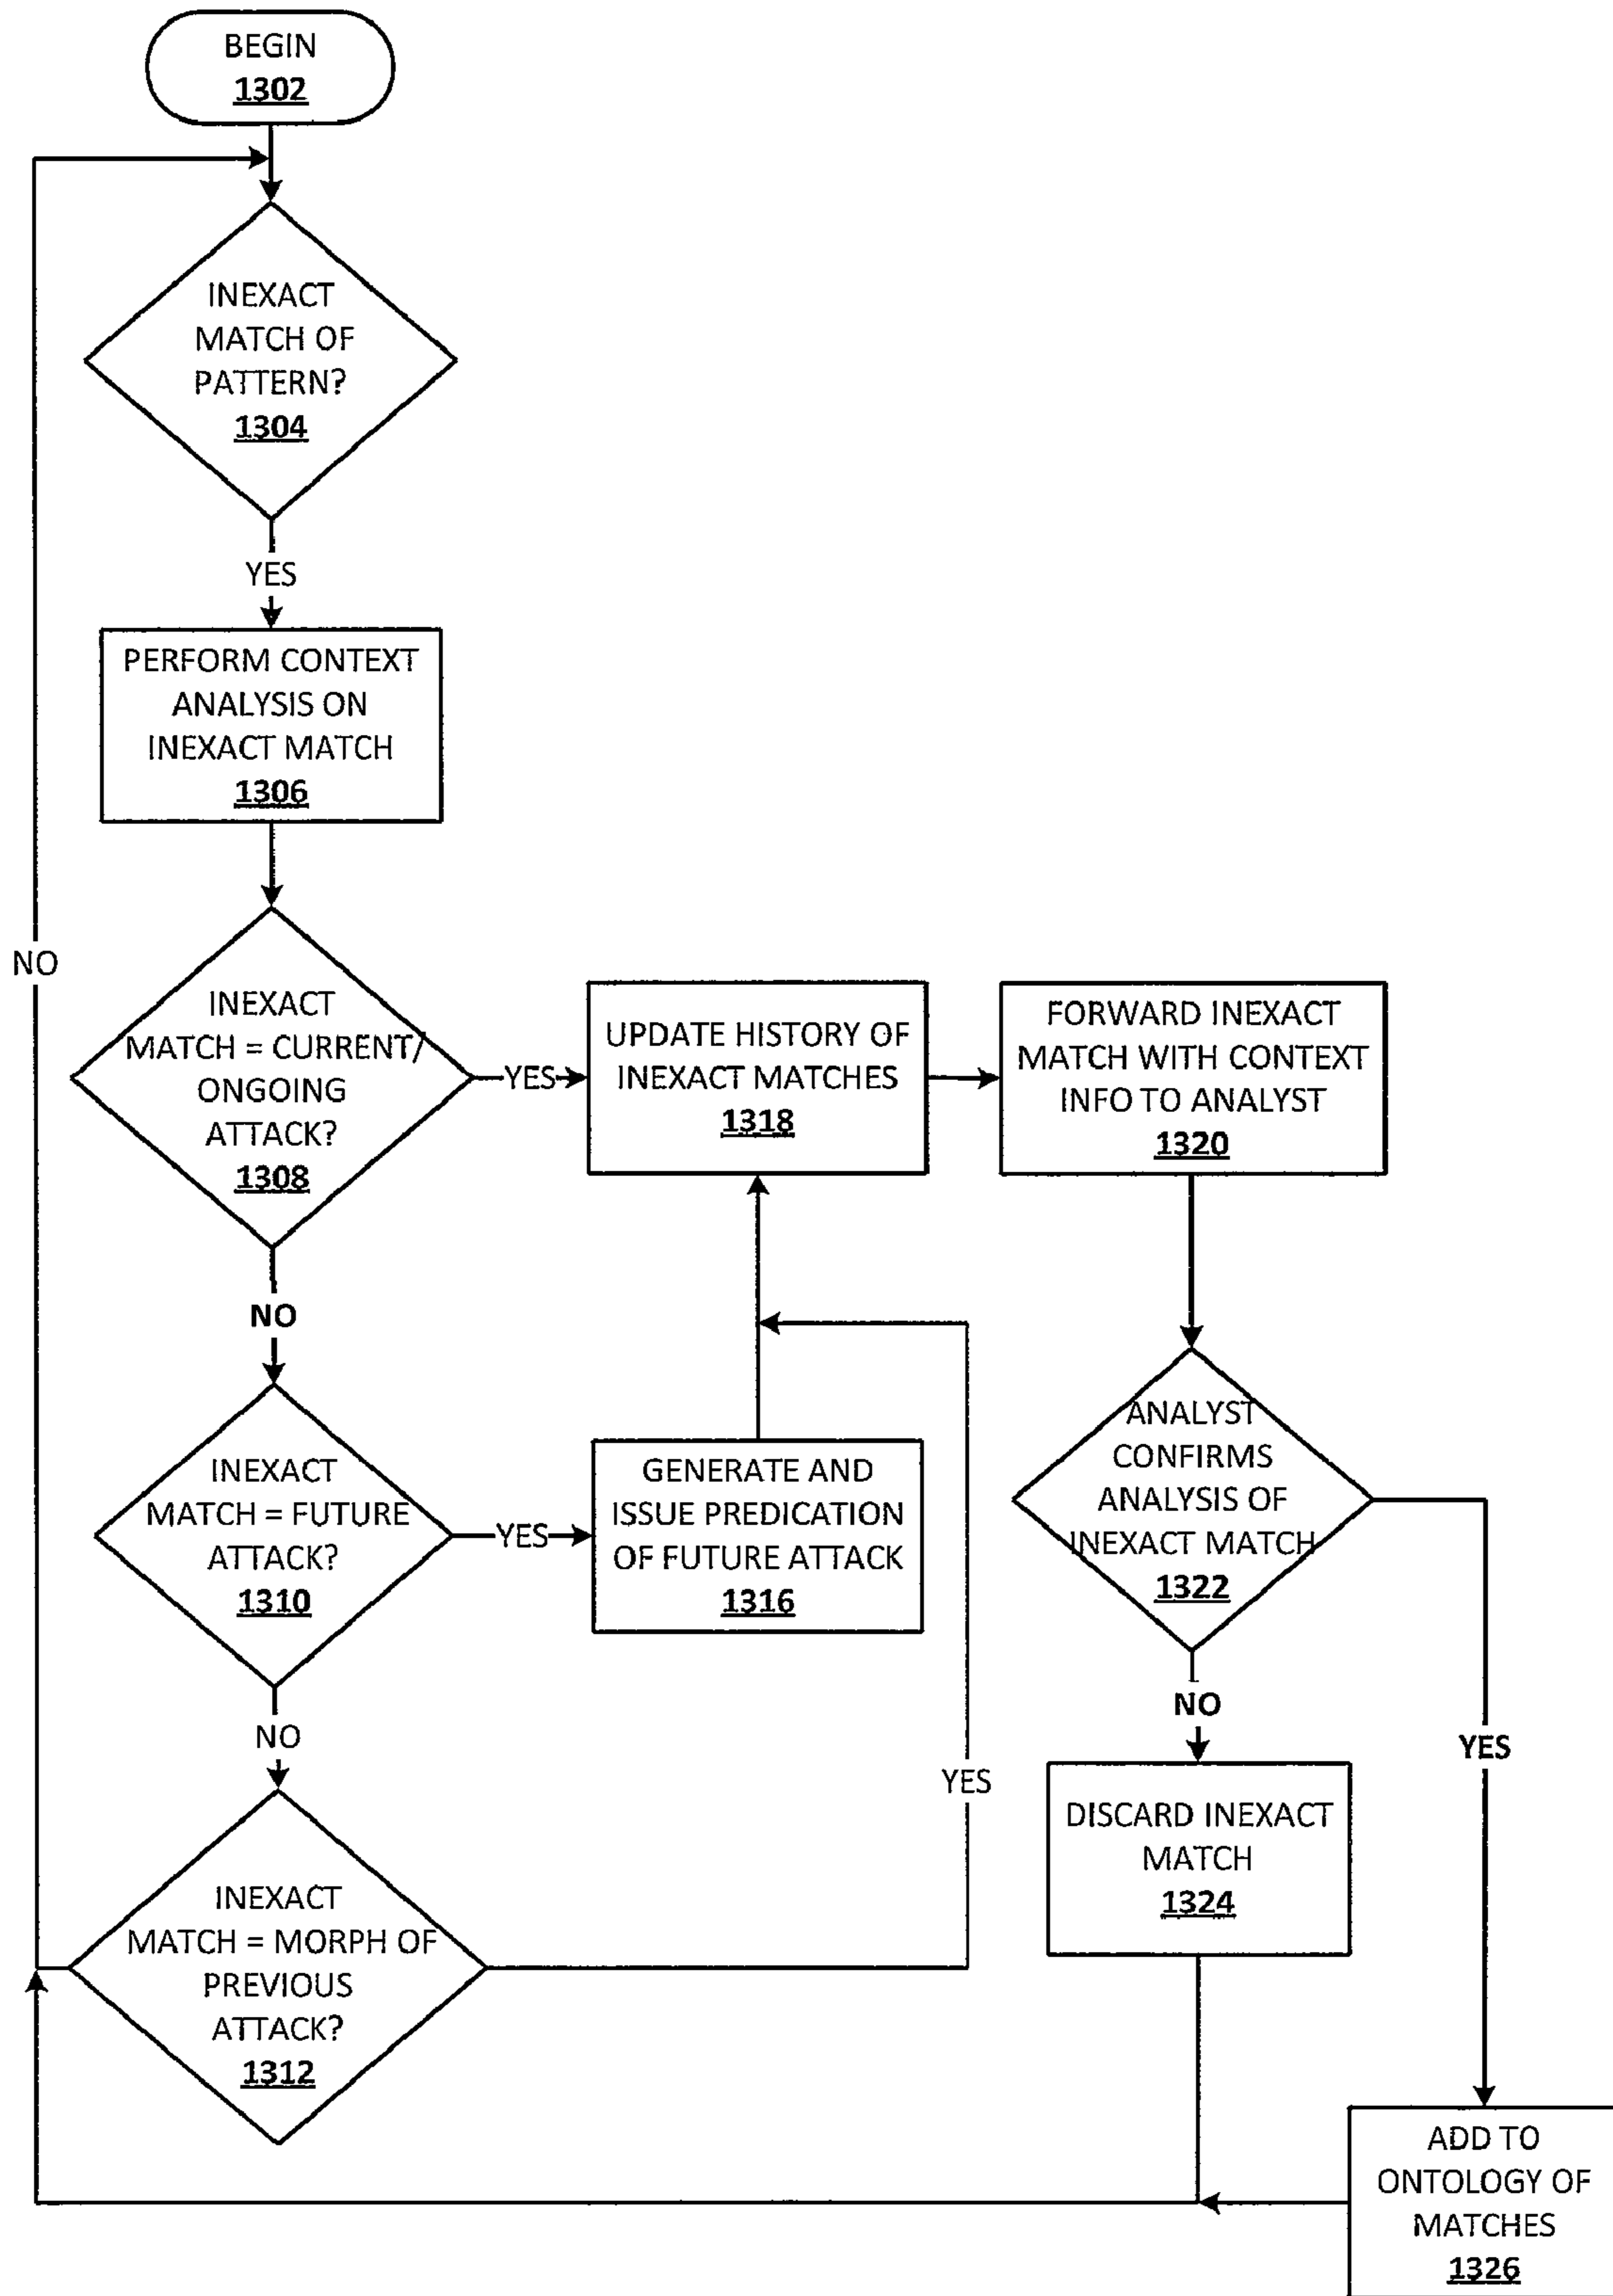 BEGIN
1302
INEXACT
MATCH OF
PATTERN?
1304
YES
PERFORM CONTEXT
ANALYSIS ON
INEXACT MATCH
1306
NO
INEXACT
MATCH = CURRENT/
ONGOING
ATTACK?
1308
YES
UPDATE HISTORY OF
INEXACT MATCHES
1318
FORWARD INEXACT
MATCH WITH CONTEXT
INFO TO ANALYST
1320
NO
INEXACT
MATCH = FUTURE
ATTACK?
1310
YES
GENERATE AND
ISSUE PREDICATION
OF FUTURE ATTACK
1316
ANALYST
CONFIRMS
ANALYSIS OF
INEXACT MATCH
1322
NO
YES
NO
YES
DISCARD INEXACT
MATCH
1324
INEXACT
MATCH = MORPH OF
PREVIOUS
ATTACK?
1312
ADD TO
ONTOLOGY OF
MATCHES
1326